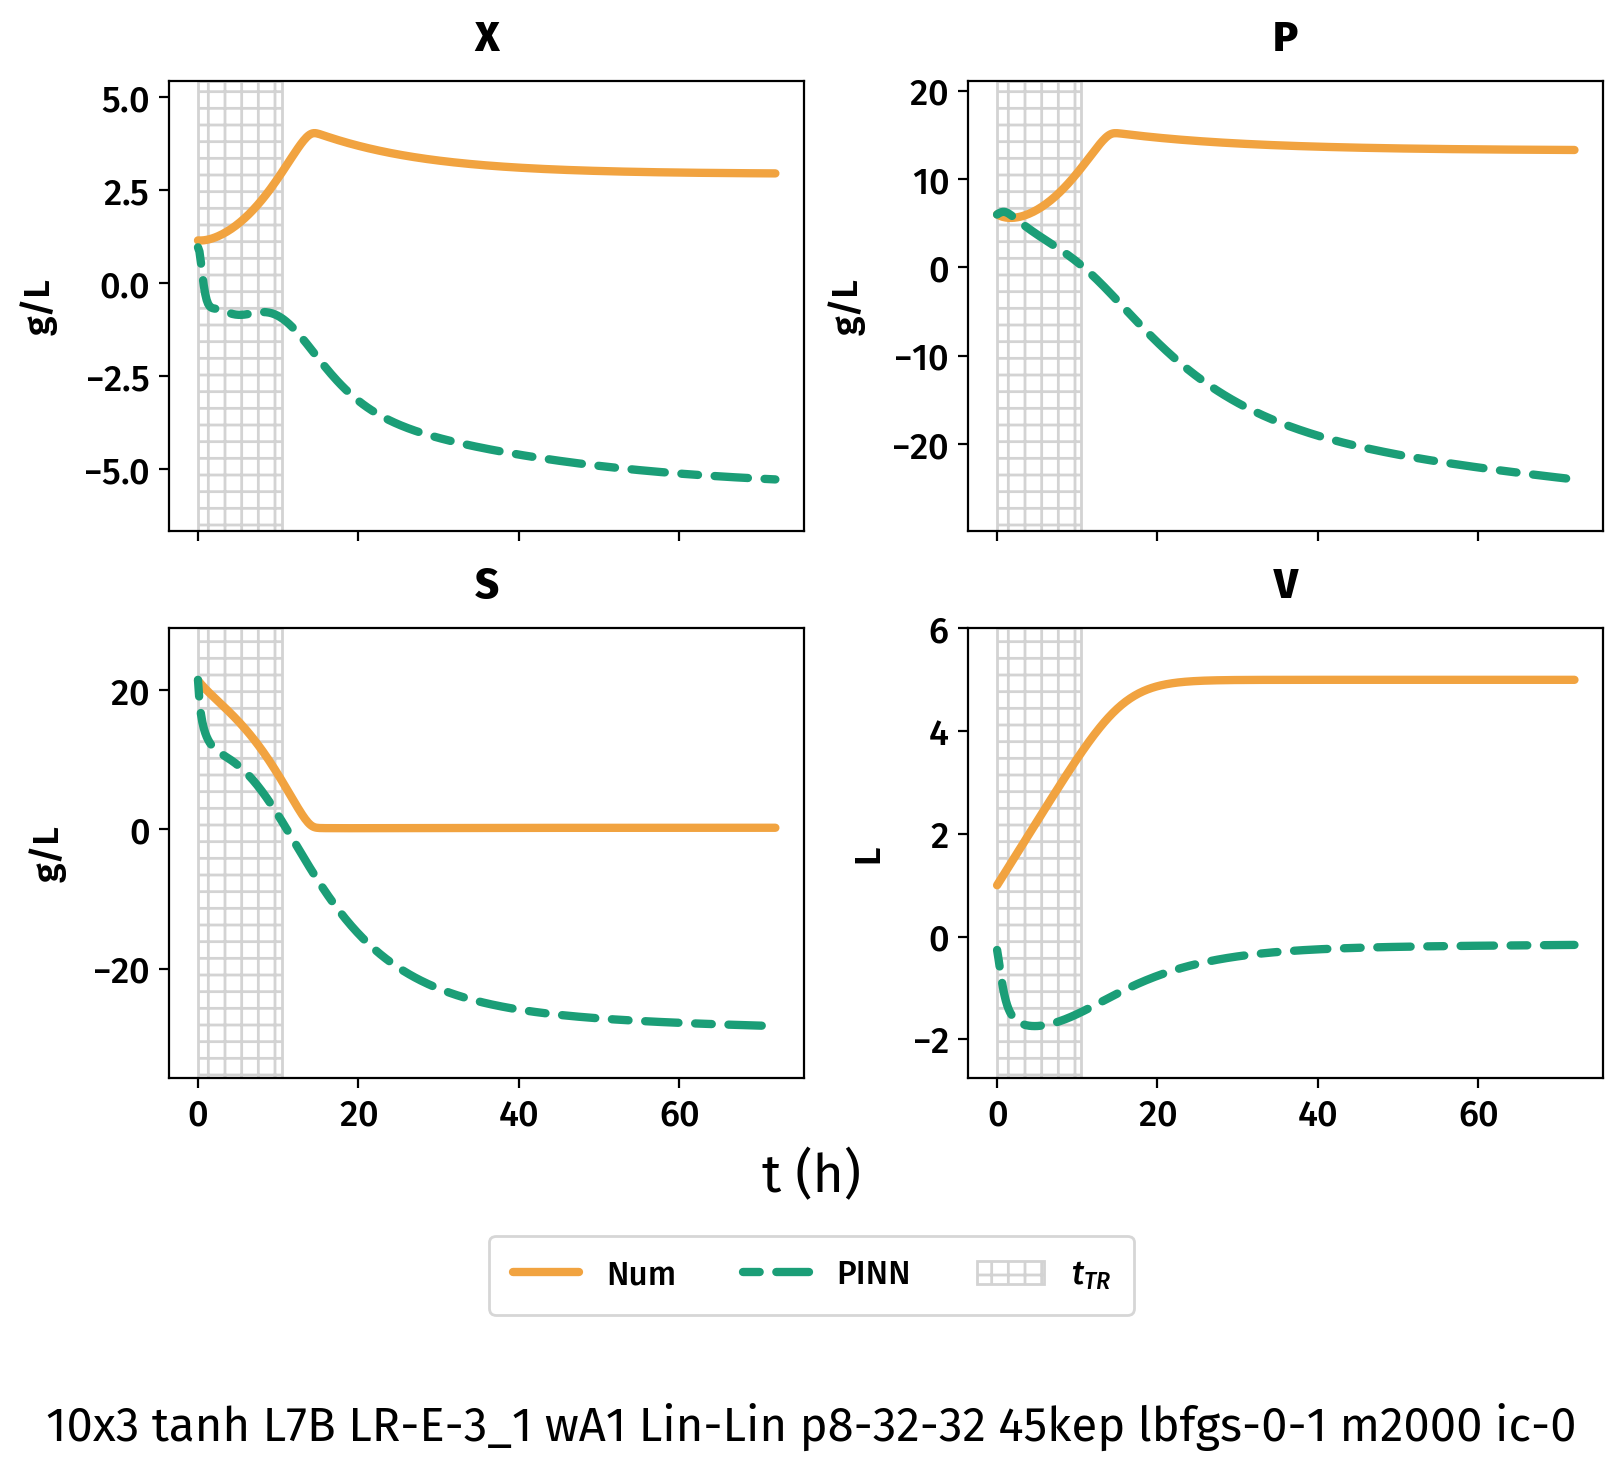 X
P
5.0
2.5
0.0
−2.5
−5.0
g/L
20
10
0
−10
−20
g/L
S
V
20
0
−20
g/L
6
4
2
0
−2
L
0 20 40 60
0 20 40 60
t (h)
Num PINN tTR
10x3 tanh L7B LR-E-3_1 wA1 Lin-Lin p8-32-32 45kep lbfgs-0-1 m2000 ic-0